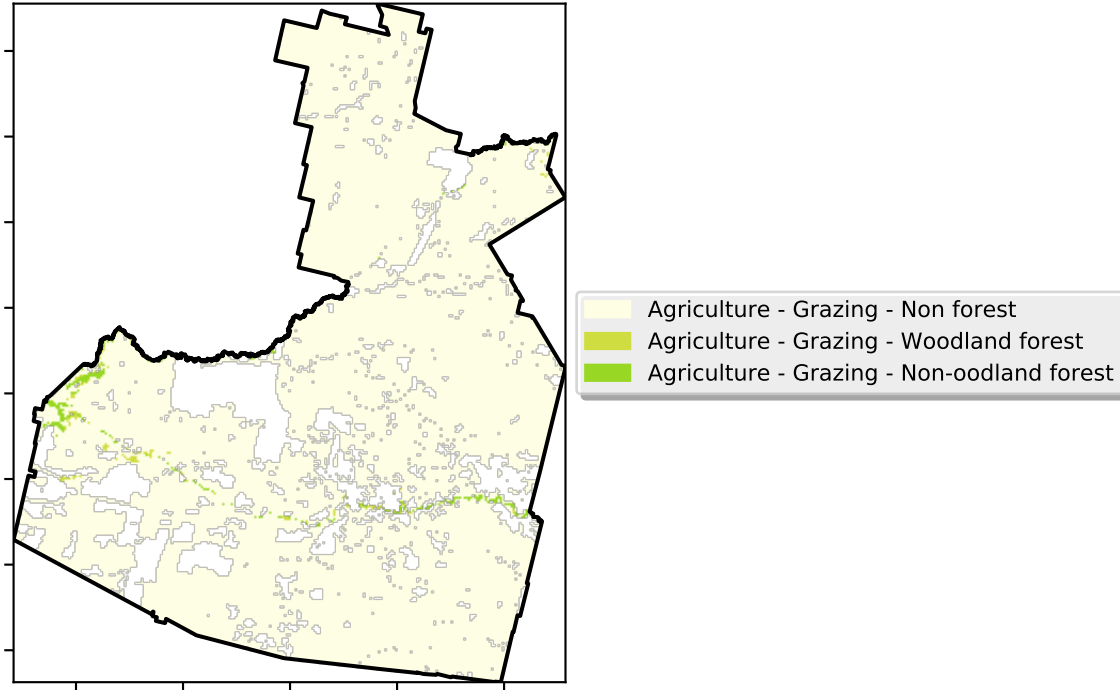 Agriculture - Grazing - Non forest
Agriculture - Grazing - Woodland forest
Agriculture - Grazing - Non-oodland forest